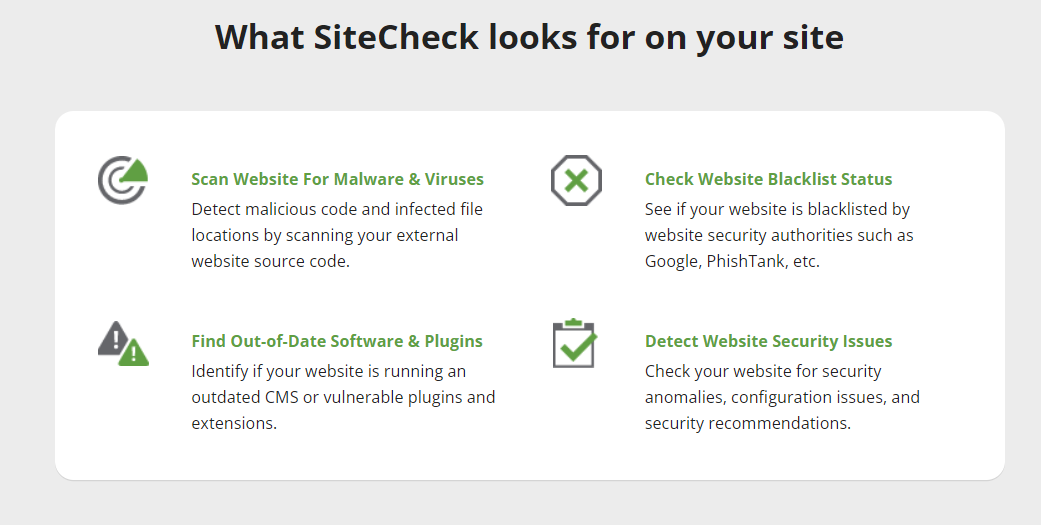 What SiteCheck looks for on your site
Scan Website For Malware & Viruses
Detect malicious code and infected file
locations by scanning your external
website source code.
Check Website Blacklist Status
See if your website is blacklisted by
website security authorities such as
Google, PhishTank, etc.
Find Out-of-Date Software & Plugins
Identify if your website is running an
outdated CMS or vulnerable plugins and
extensions.
Detect Website Security Issues
Check your website for security
anomalies, configuration issues, and
security recommendations.